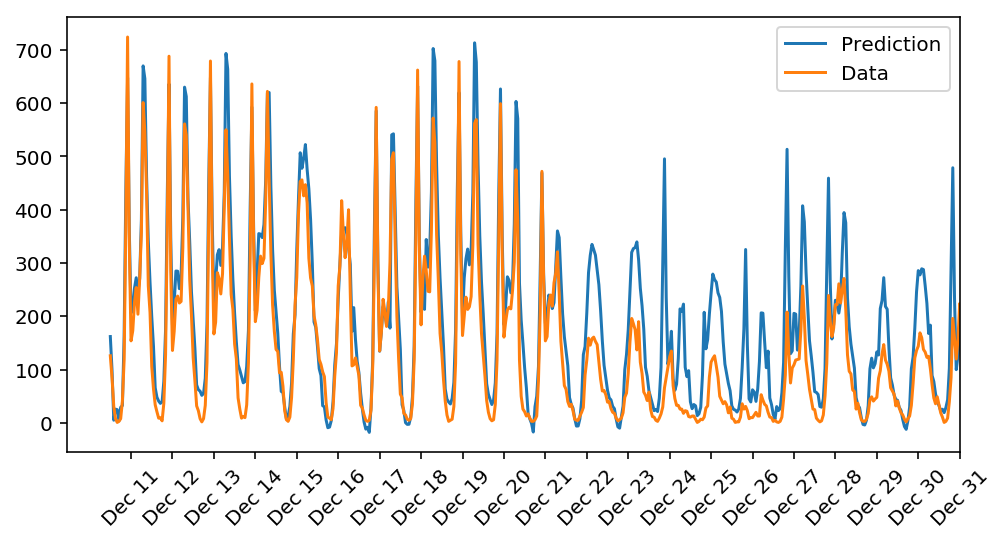 700
600
500
400
300
200
100
0
Prediction
Data
Dec 11
Dec 12
Dec 13
Dec 14
Dec 15
Dec 16
Dec 17
Dec 18
Dec 19
Dec 20
Dec 21
Dec 22
Dec 23
Dec 24
Dec 25
Dec 26
Dec 27
Dec 28
Dec 29
Dec 30
Dec 31